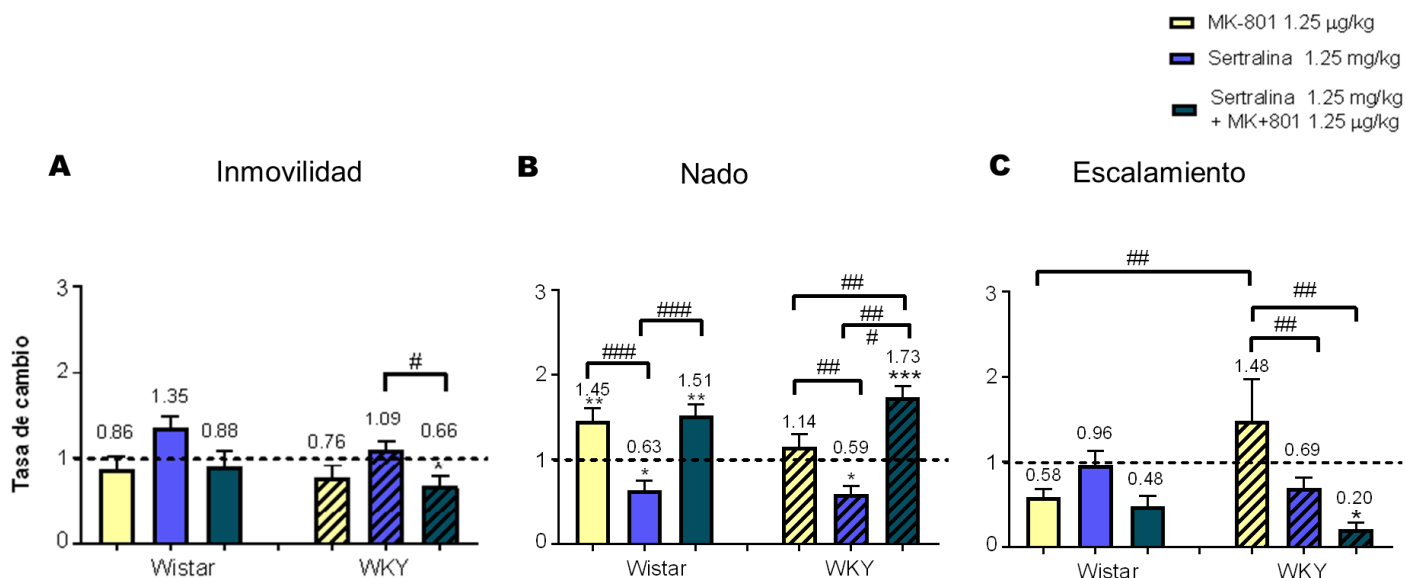 MK-801 1.25 μg/kg
Sertralina 1.25 mg/kg
Sertralina 1.25 mg/kg
+ MK+801 1.25 μg/kg
A
Inmovilidad
Tasa de cambio
3
2
1
0
0.86
1.35
0.88
0.76
#
1.09
0.66
*
Wistar
WKY
B
Nado
3
2
1
0
###
###
1.45
**
0.63
*
1.51
**
##
##
#
##
1.14
0.59
*
1.73
***
Wistar
WKY
C
Escalamiento
3
2
1
0
##
##
##
0.58
0.96
0.48
1.48
0.69
0.20
*
Wistar
WKY